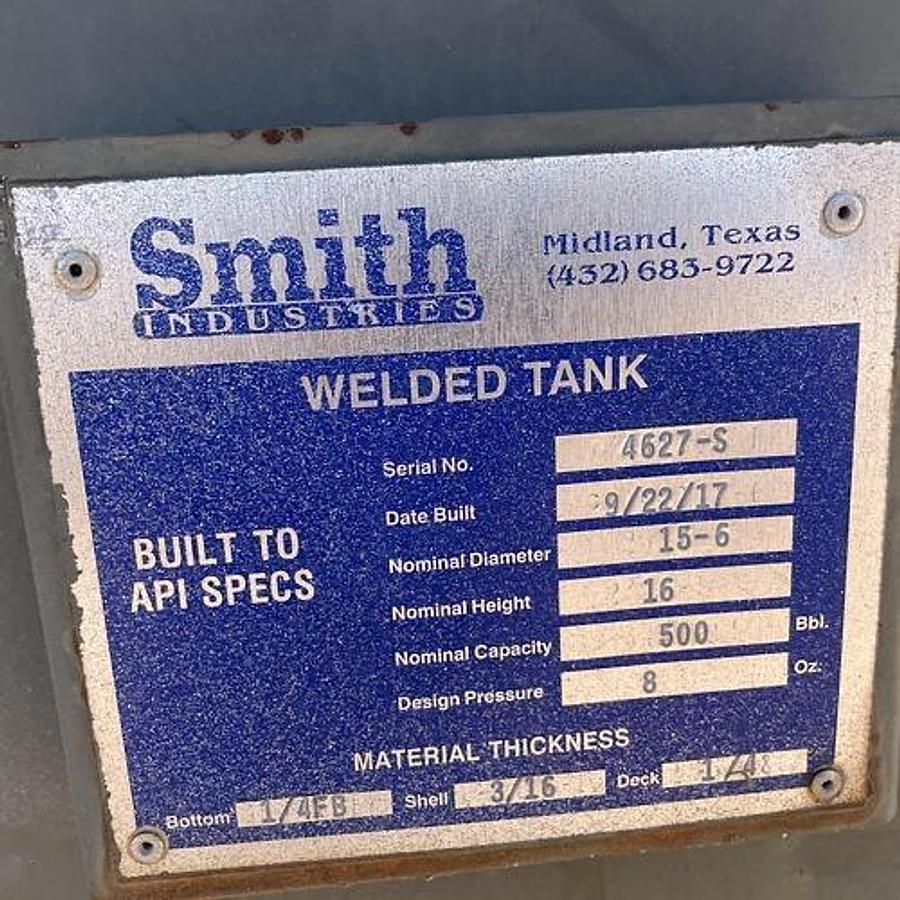 Smith
INDUSTRIES
Midland, Texas
(432) 683-9722
WELDED TANK
BUILT TO
API SPECS
Serial No. 4627-S
Date Built 9/22/17
Nominal Diameter 15-6
Nominal Height 16
Nominal Capacity 500 Bbl.
Design Pressure 8 Oz.
MATERIAL THICKNESS
Bottom 1/4FB Shell 3/16 Deck 1/4